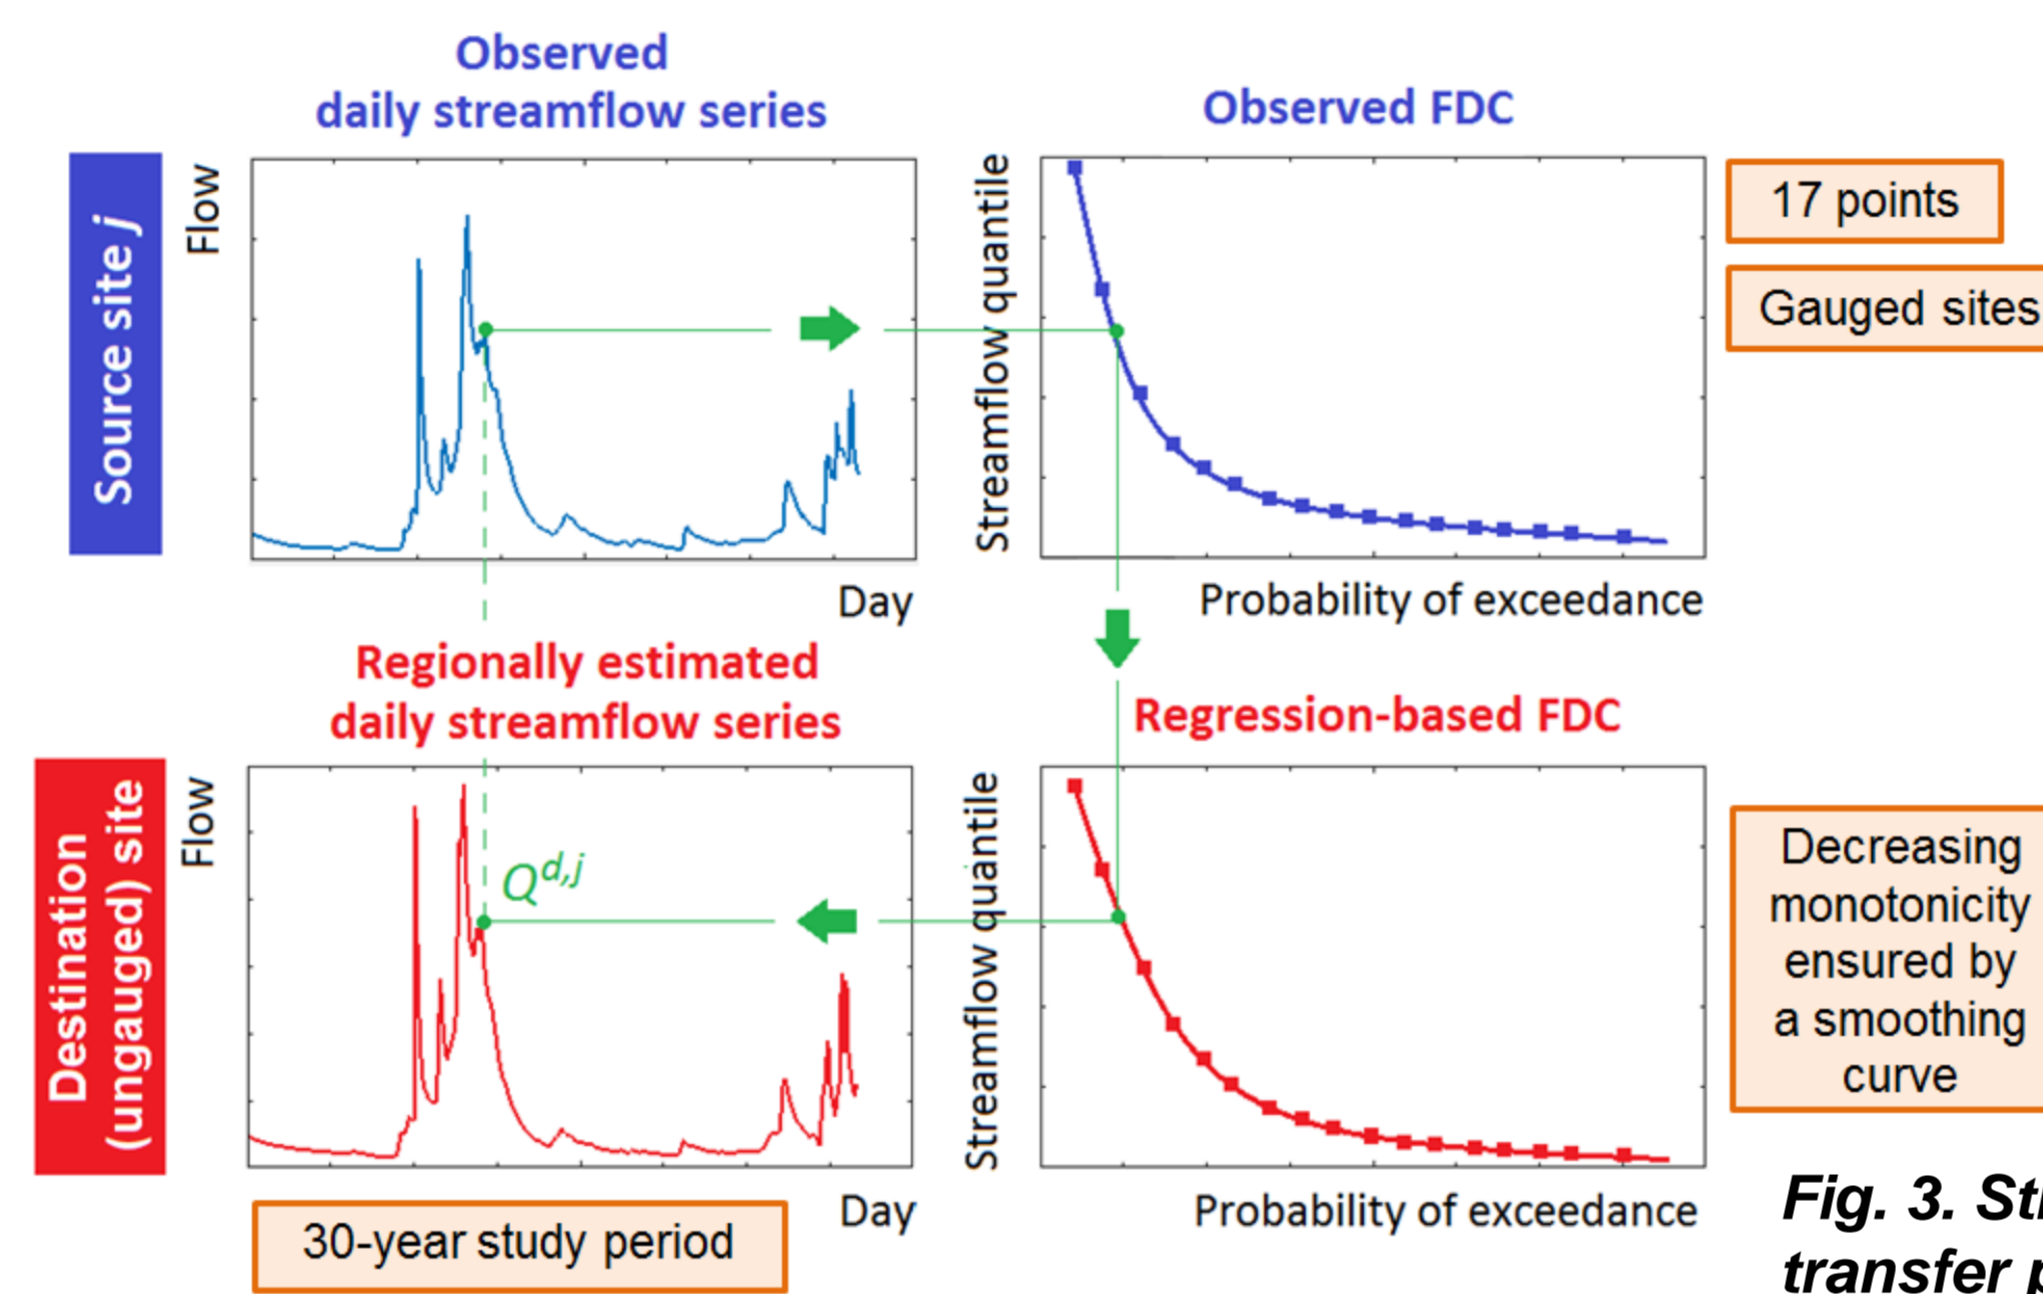 Observed
daily streamflow series
Observed FDC
Source site j
Flow
Streamflow quantile
17 points
Gauged sites
Day
Probability of exceedance
Regionally estimated
daily streamflow series
Regression-based FDC
Destination
(ungauged) site
Flow
Q^d,j
Streamflow quantile
Decreasing
monotonicity
ensured by
a smoothing
curve
Day
Probability of exceedance
30-year study period
Fig. 3.
transfer